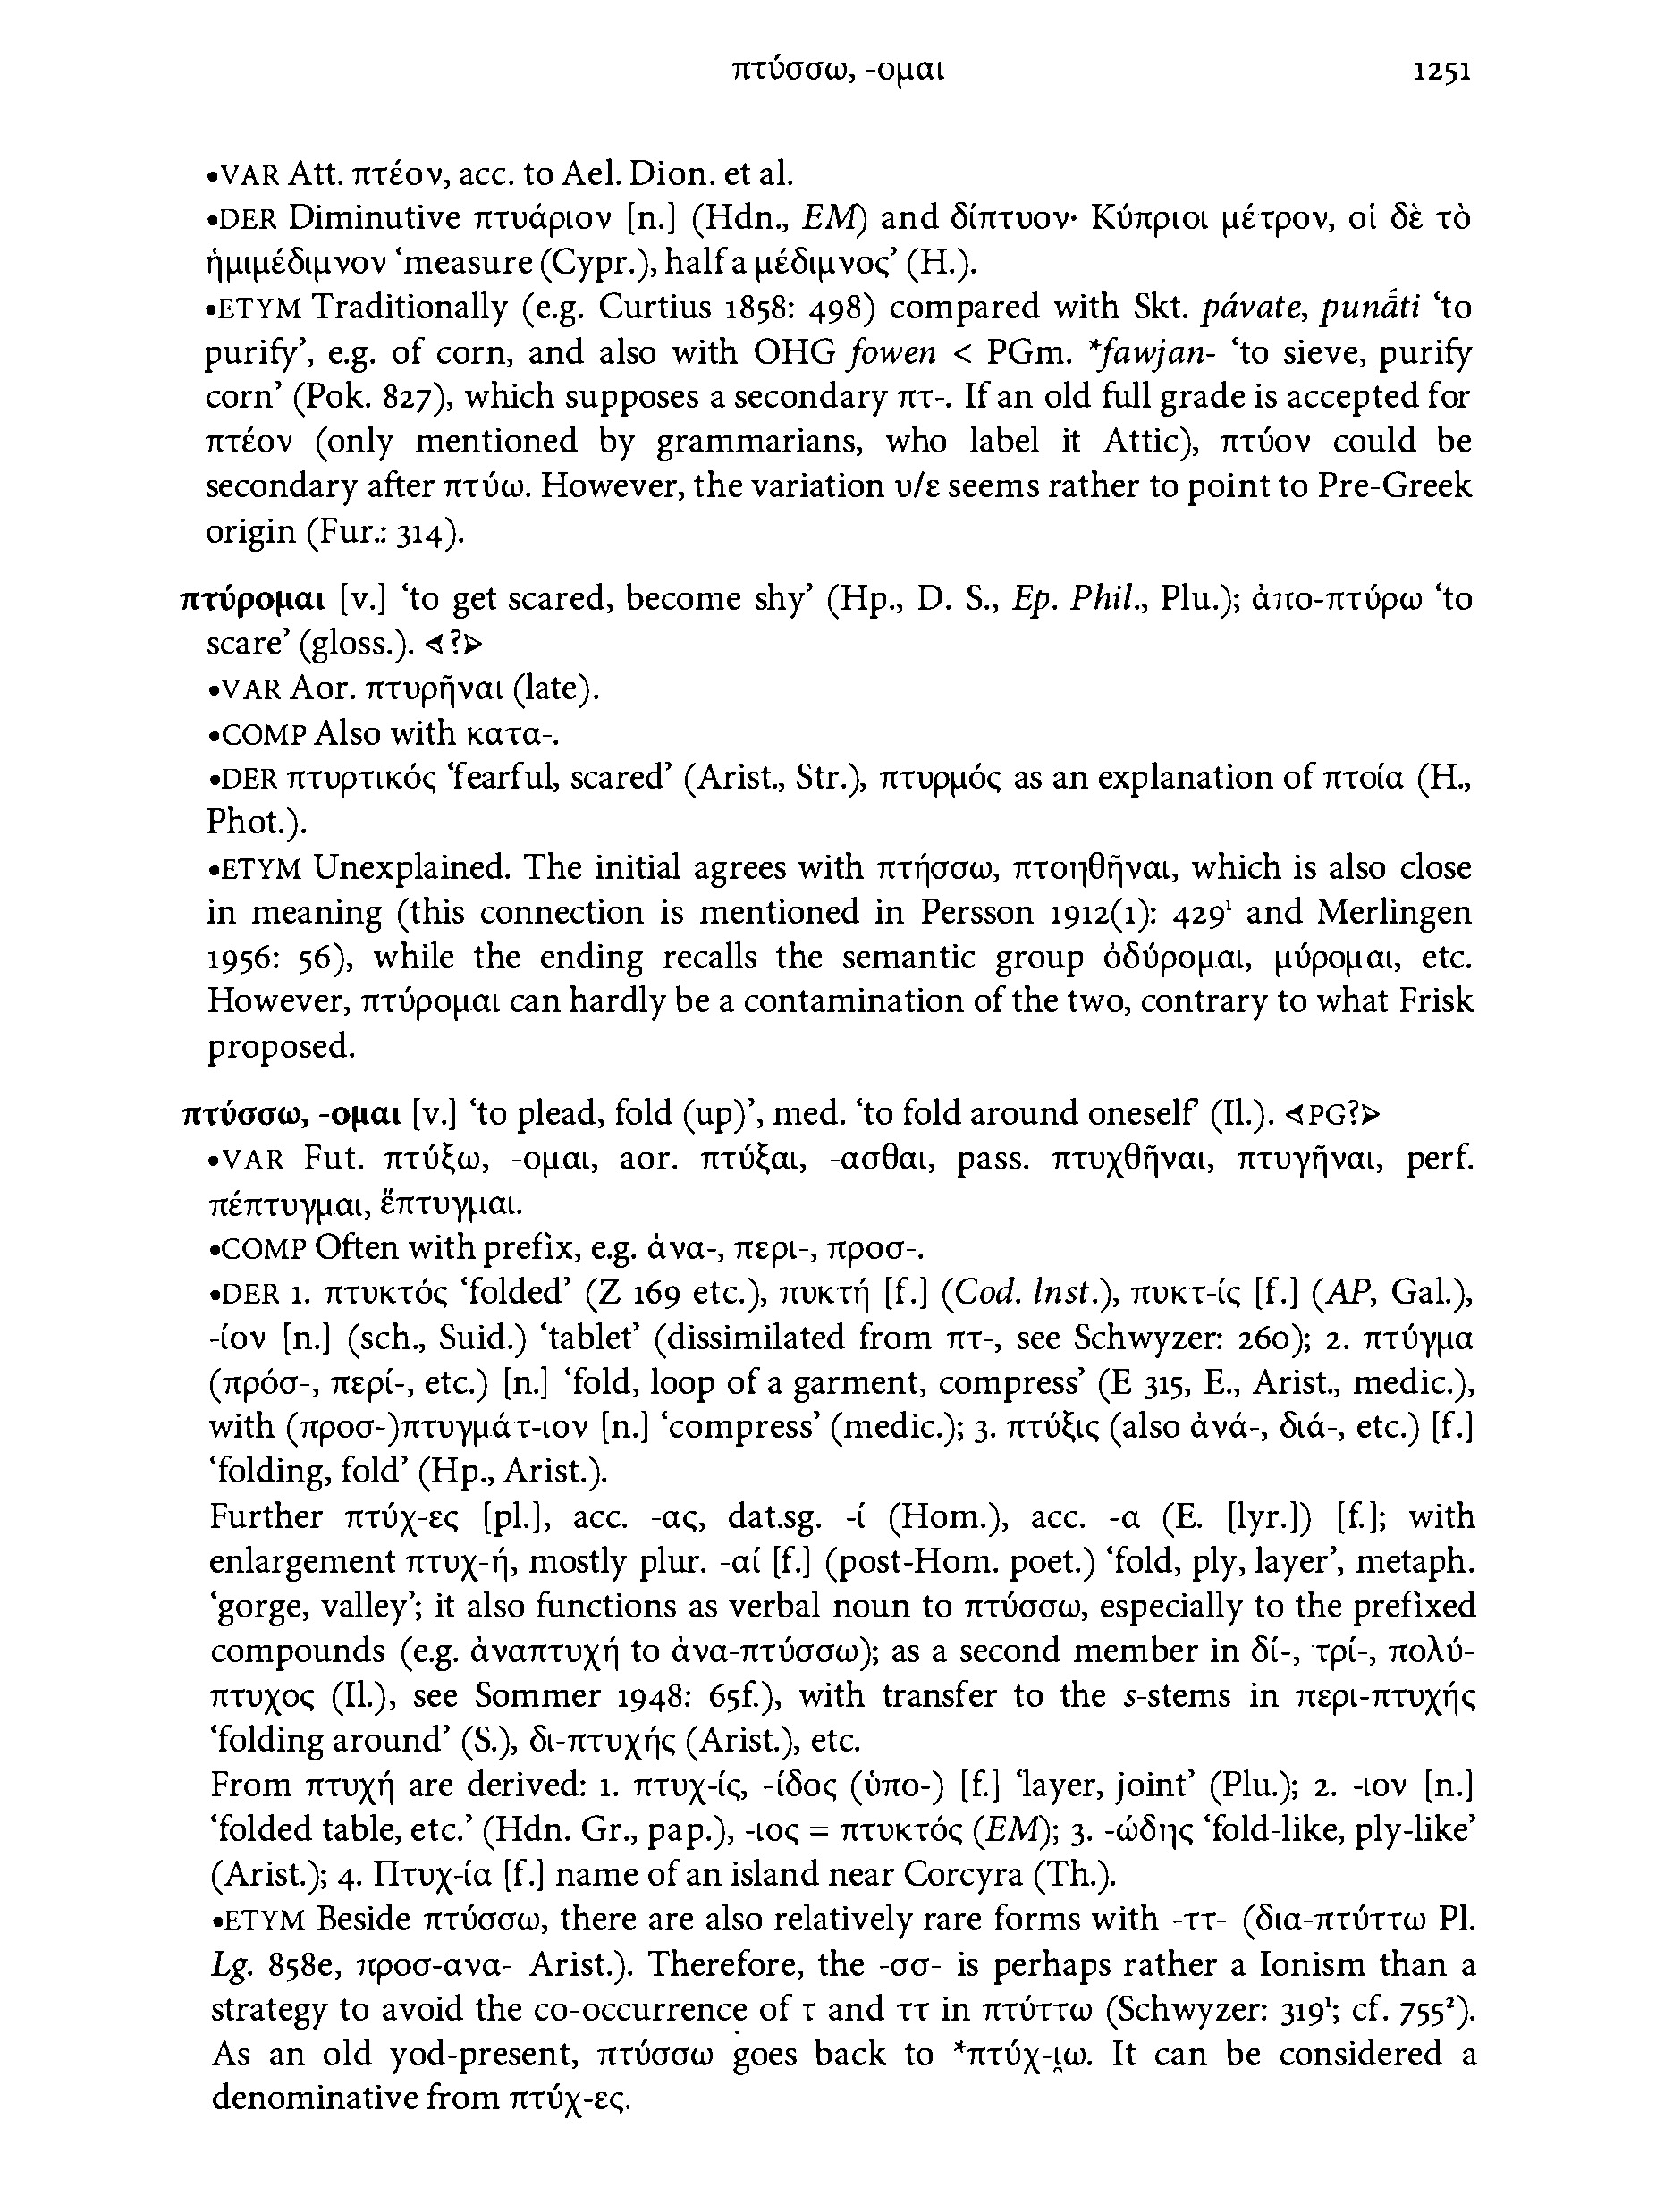 πτύσσω, -ομαι 1251
•VAR Att. πτέον, acc. to Ael. Dion. et al.
•DER Diminutive πτυάριον [n.] (Hdn., EM) and δίπτυον· Κύπριοι μέτρον, οἱ δὲ τὸ
ἡμιμέδιμνον ‘measure (Cypr.), half a μέδιμνος’ (H.).
•ETYM Traditionally (e.g. Curtius 1858: 498) compared with Skt. pávate, punā́ti ‘to
purify’, e.g. of corn, and also with OHG fowen < PGm. *fawjan- ‘to sieve, purify
corn’ (Pok. 827), which supposes a secondary πτ-. If an old full grade is accepted for
πτέον (only mentioned by grammarians, who label it Attic), πτύον could be
secondary after πτύω. However, the variation υ/ε seems rather to point to Pre-Greek
origin (Fur.: 314).
πτύρομαι [v.] ‘to get scared, become shy’ (Hp., D. S., Ep. Phil., Plu.); ἀπο-πτύρω ‘to
scare’ (gloss.). ◁?▷
•VAR Aor. πτυρῆναι (late).
•COMP Also with κατα-.
•DER πτυρτικός ‘fearful, scared’ (Arist., Str.), πτυρμός as an explanation of πτοία (H.,
Phot.).
•ETYM Unexplained. The initial agrees with πτήσσω, πτοηθῆναι, which is also close
in meaning (this connection is mentioned in Persson 1912(1): 429¹ and Merlingen
1956: 56), while the ending recalls the semantic group ὀδύρομαι, μύρομαι, etc.
However, πτύρομαι can hardly be a contamination of the two, contrary to what Frisk
proposed.
πτύσσω, -ομαι [v.] ‘to plead, fold (up)’, med. ‘to fold around oneself’ (Il.). ◁PG?▷
•VAR Fut. πτύξω, -ομαι, aor. πτύξαι, -ασθαι, pass. πτυχθῆναι, πτυγῆναι, perf.
πέπτυγμαι, ἔπτυγμαι.
•COMP Often with prefix, e.g. ἀνα-, περι-, προσ-.
•DER 1. πτυκτός ‘folded’ (Z 169 etc.), πυκτή [f.] (Cod. Inst.), πυκτ-ίς [f.] (AP, Gal.),
-ίον [n.] (sch., Suid.) ‘tablet’ (dissimilated from πτ-, see Schwyzer: 260); 2. πτύγμα
(πρόσ-, περί-, etc.) [n.] ‘fold, loop of a garment, compress’ (E 315, E., Arist., medic.),
with (προσ-)πτυγμάτ-ιον [n.] ‘compress’ (medic.); 3. πτύξις (also ἀνά-, διά-, etc.) [f.]
‘folding, fold’ (Hp., Arist.).
Further πτύχ-ες [pl.], acc. -ας, dat.sg. -ί (Hom.), acc. -α (E. [lyr.]) [f.]; with
enlargement πτυχ-ή, mostly plur. -αί [f.] (post-Hom. poet.) ‘fold, ply, layer’, metaph.
‘gorge, valley’; it also functions as verbal noun to πτύσσω, especially to the prefixed
compounds (e.g. ἀναπτυχή to ἀνα-πτύσσω); as a second member in δί-, τρί-, πολύ-
πτυχος (Il.), see Sommer 1948: 65f.), with transfer to the s-stems in περι-πτυχής
‘folding around’ (S.), δι-πτυχής (Arist.), etc.
From πτυχή are derived: 1. πτυχ-ίς, -ίδος (ὑπο-) [f.] ‘layer, joint’ (Plu.); 2. -ιον [n.]
‘folded table, etc.’ (Hdn. Gr., pap.), -ιος = πτυκτός (EM); 3. -ώδης ‘fold-like, ply-like’
(Arist.); 4. Πτυχ-ία [f.] name of an island near Corcyra (Th.).
•ETYM Beside πτύσσω, there are also relatively rare forms with -ττ- (δια-πτύττω Pl.
Lg. 858e, προσ-ανα- Arist.). Therefore, the -σσ- is perhaps rather a Ionism than a
strategy to avoid the co-occurrence of τ and ττ in πτύττω (Schwyzer: 319¹; cf. 755²).
As an old yod-present, πτύσσω goes back to *πτύχ-ι̯ω. It can be considered a
denominative from πτύχ-ες.